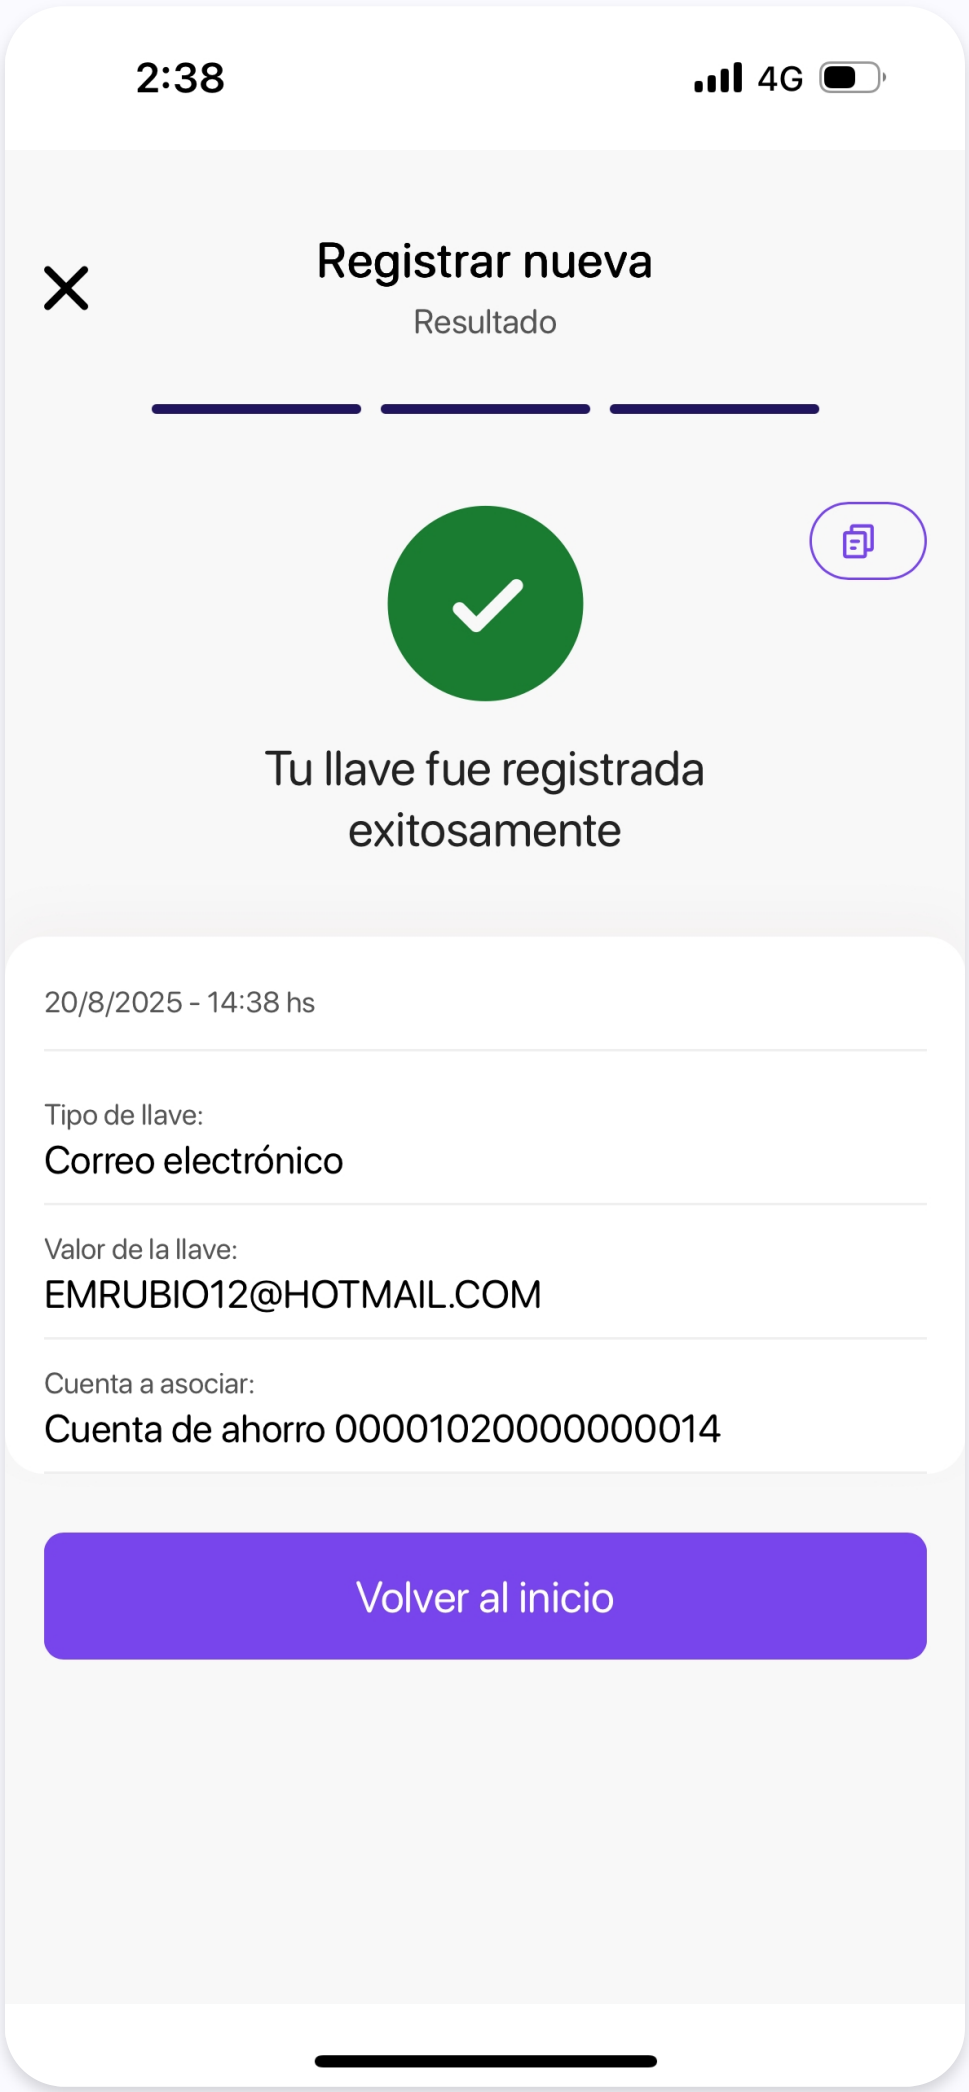 2:38
4G
Registrar nueva
Resultado
Tu llave fue registrada
exitosamente
20/8/2025 - 14:38 hs
Tipo de llave:
Correo electrónico
Valor de la llave:
EMRUBIO12@HOTMAIL.COM
Cuenta a asociar:
Cuenta de ahorro 00001020000000014
Volver al inicio